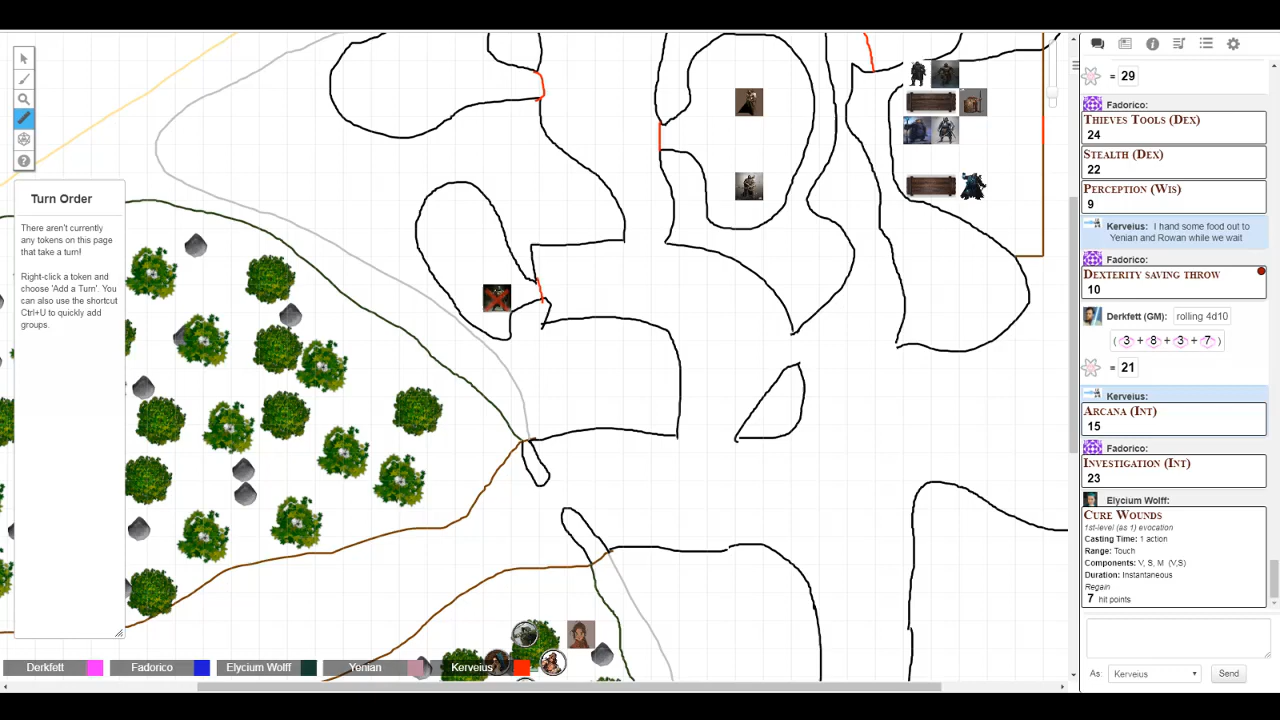 Turn Order
There aren't currently
any tokens on this page
that take a turn!
Right-click a token and
choose 'Add a Turn'. You
can also use the shortcut
Ctrl+U to quickly add
groups.
Derkfett
Fadorico
Elycium Wolff
Yenian
Kerveius
= 29
Fadorico:
Thieves Tools (Dex)
24
Stealth (Dex)
22
Perception (Wis)
9
Kerveius: I hand some food out to
Yenian and Rowan while we wait
Fadorico:
Dexterity saving throw
10
Derkfett (GM): rolling 4d10
(3+8+3+7)
= 21
Kerveius:
Arcana (Int)
15
Fadorico:
Investigation (Int)
23
Elycium Wolff:
Cure Wounds
1st-level (as 1) evocation
Casting Time: 1 action
Range: Touch
Components: V, S, M (V,S)
Duration: Instantaneous
Regain
7 hit points
As: Kerveius
Send